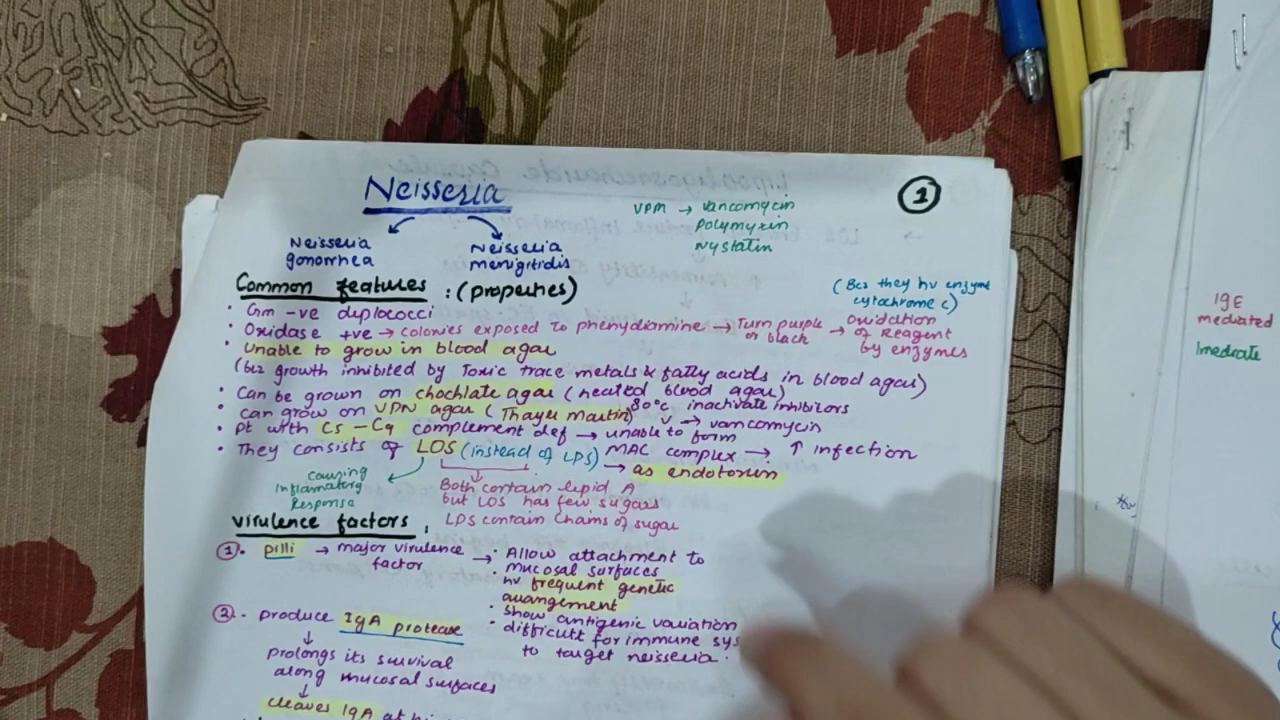 Neisseria
1
VPM → Vancomycin
Polymyxin
Nystatin
Neisseria
gonorrhea
Neisseria
menigitidis
Common features : (properties)
(Bcz they hv enzyme
cytochrome c)
• Gm -ve diplococci
• Oxidase +ve → colonies exposed to phenydiamine → Turn purple
or black → Oxidation
of Reagent
by enzymes
• Unable to grow in blood agar
(bcz growth inhibited by Toxic trace metals & fatty acids in blood agar)
• Can be grown on chochlate agar (heated blood agar)
80°c inactivate inhibitors
• can grow on VPN agar (Thayer Martin) V → vancomycin
• Pt with C5 - C9 complement def → unable to form
MAC complex → ↑ infection
• They consists of LOS (instead of LPS) → as endotoxin
causing
Inflammatory
Response
Both contain lipid A
but LOS has few sugars
LPS contain chains of sugar
Virulence factors :
① • pilli → major virulence
factor
→ • Allow attachment to
mucosal surfaces
• hv frequent genetic
arrangement
• Show antigenic variation
• difficult for immune sys
to target neisseria.
② • produce IgA protease
↓
prolongs its survival
along mucosal surfaces
↓
cleaves IgA at
IgE
mediated
Imediate